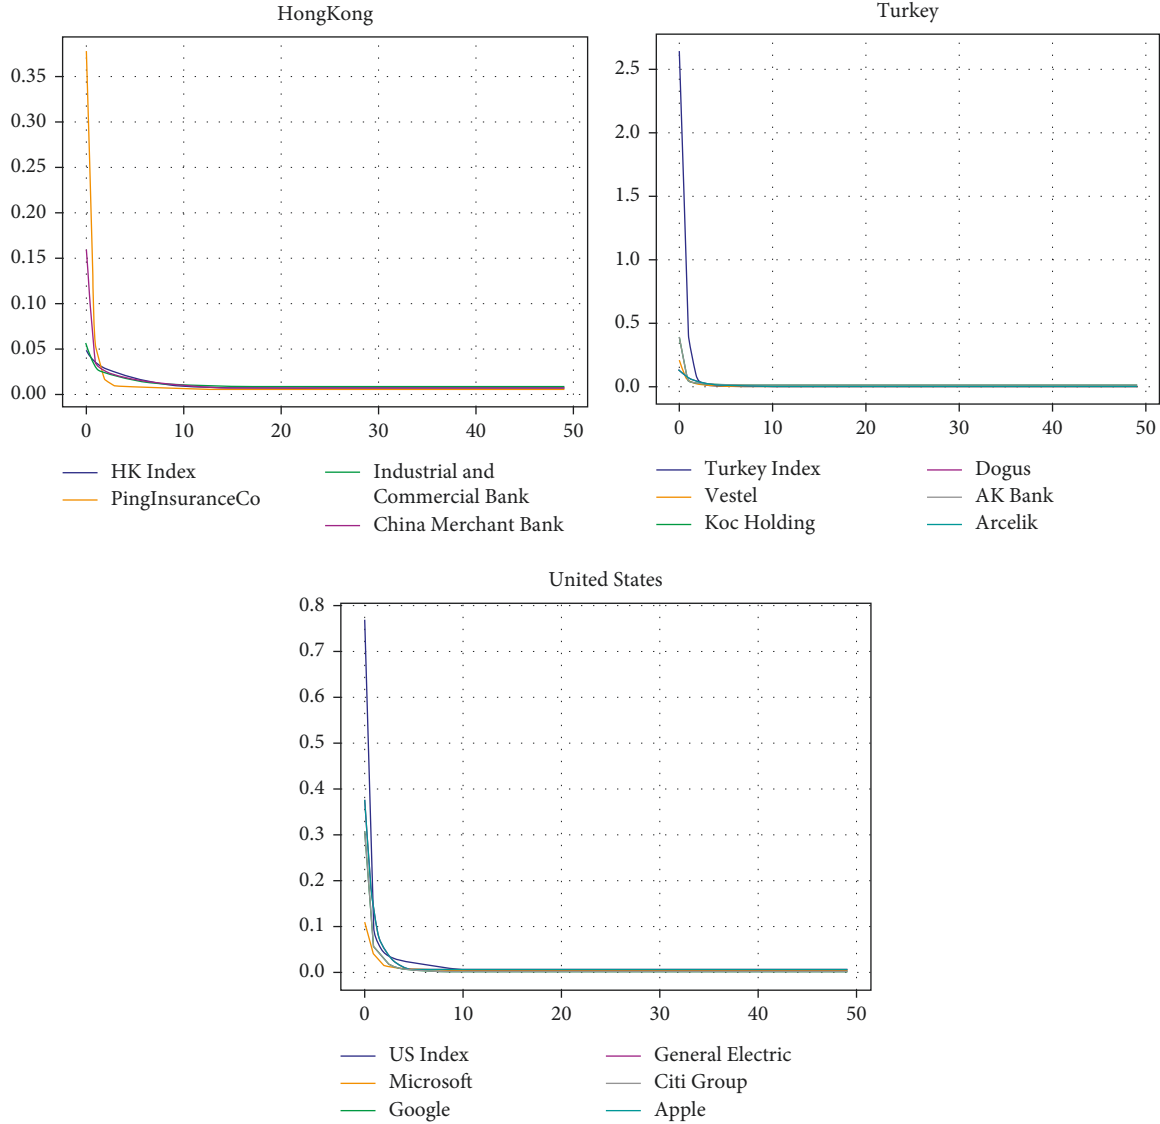 HongKong
0.35
0.30
0.25
0.20
0.15
0.10
0.05
0.00
0 10 20 30 40 50
HK Index
PingInsuranceCo
Industrial and
Commercial Bank
China Merchant Bank
Turkey
2.5
2.0
1.5
1.0
0.5
0.0
0 10 20 30 40 50
Turkey Index
Vestel
Koc Holding
Dogus
AK Bank
Arcelik
United States
0.8
0.7
0.6
0.5
0.4
0.3
0.2
0.1
0.0
0 10 20 30 40 50
US Index
Microsoft
Google
General Electric
Citi Group
Apple